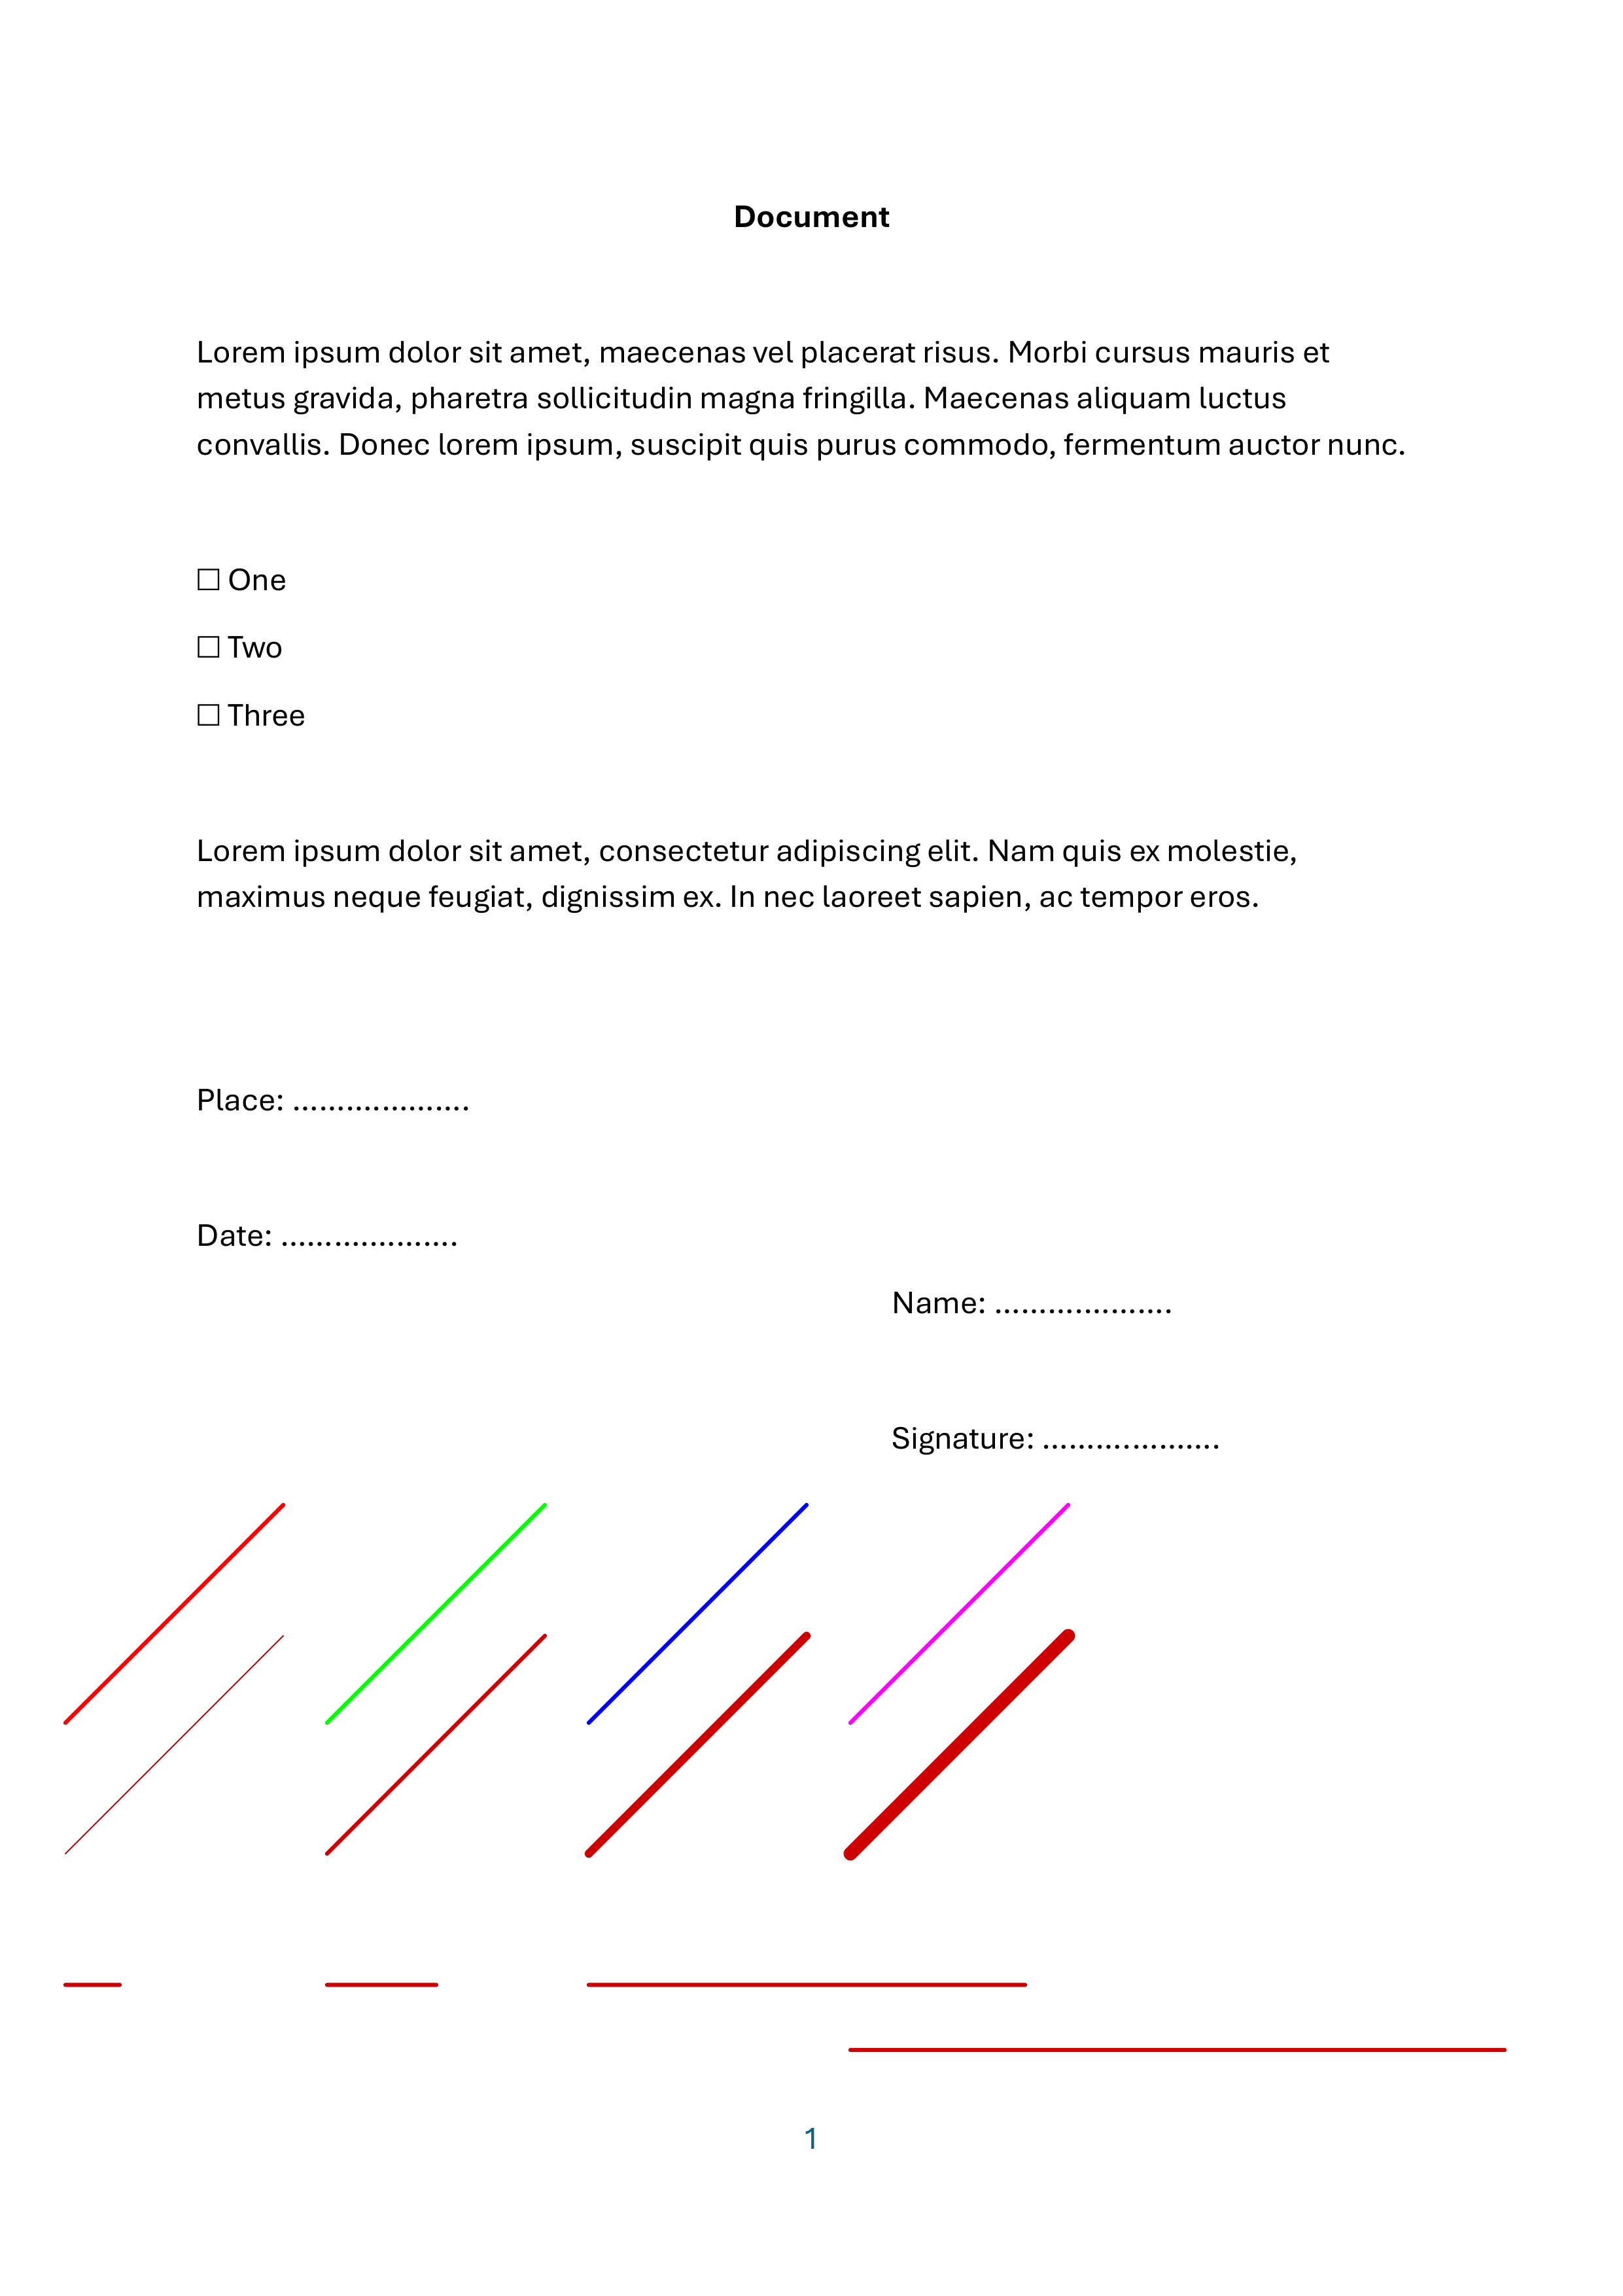 Document
Lorem ipsum dolor sit amet, maecenas vel placerat risus. Morbi cursus mauris et
metus gravida, pharetra sollicitudin magna fringilla. Maecenas aliquam luctus
convallis. Donec lorem ipsum, suscipit quis purus commodo, fermentum auctor nunc.
☐ One
☐ Two
☐ Three
Lorem ipsum dolor sit amet, consectetur adipiscing elit. Nam quis ex molestie,
maximus neque feugiat, dignissim ex. In nec laoreet sapien, ac tempor eros.
Place: ....................
Date: ....................
Name: ....................
Signature: ....................
1